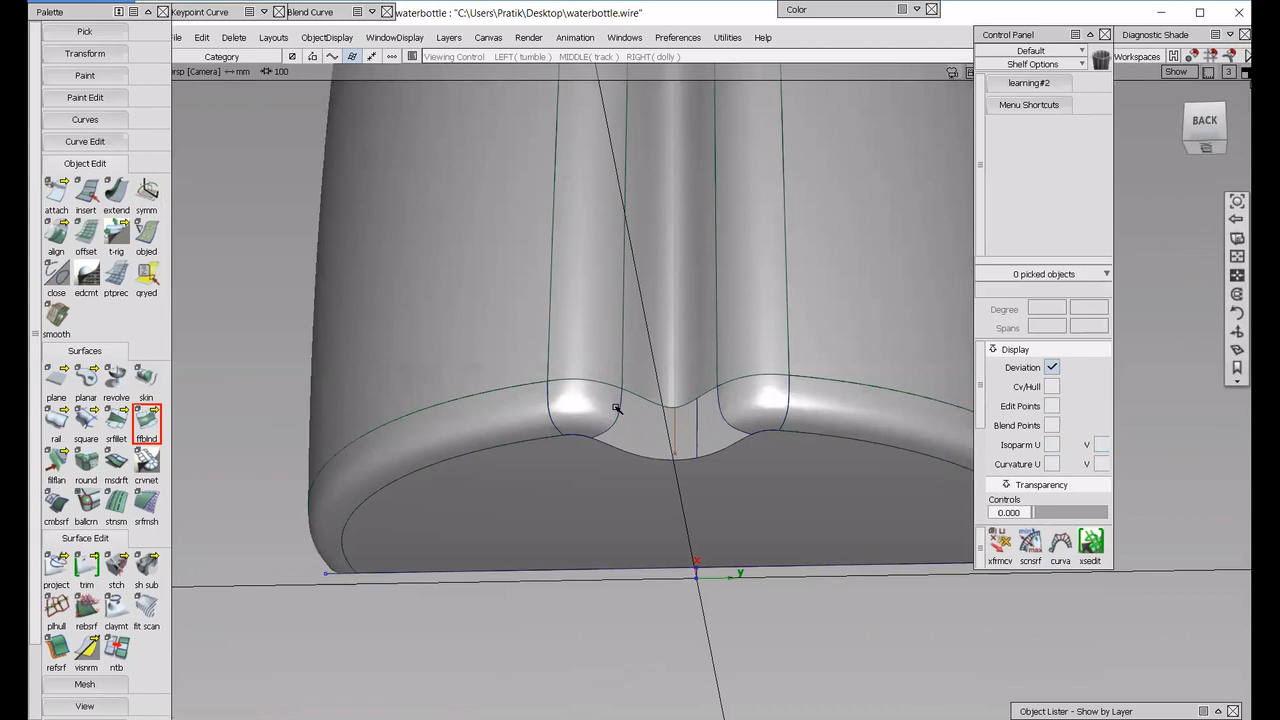 Palette
Keypoint Curve
Blend Curve
waterbottle : "C:\Users\Pratik\Desktop\waterbottle.wire"
Color
File Edit Delete Layouts ObjectDisplay WindowDisplay Layers Canvas Render Animation Windows Preferences Utilities Help
Control Panel
Diagnostic Shade
Category
Viewing Control LEFT( tumble ) MIDDLE( track ) RIGHT( dolly )
Default
Workspaces
Shelf Options
[Camera] mm 100
Show
3
learning#2
Menu Shortcuts
BACK
Pick
Transform
Paint
Paint Edit
Curves
Curve Edit
Object Edit
attach insert extend symm
align offset t-rig objed
close edcmt ptprec qryed
smooth
Surfaces
plane planar revolve skin
rail square srfillet ffblnd
filflan round msdrft crvnet
cmbsrf ballcrn stnsrn srfmsh
Surface Edit
project trim stch sh sub
plhull rebsrf claymt fit scan
refsrf visnrm ntb
Mesh
View
0 picked objects
Degree
Spans
Display
Deviation
Cv/Hull
Edit Points
Blend Points
Isoparm U V
Curvature U V
Transparency
Controls
0.000
xfrmcv scnsrf curva xsedit
x
y
Object Lister - Show by Layer